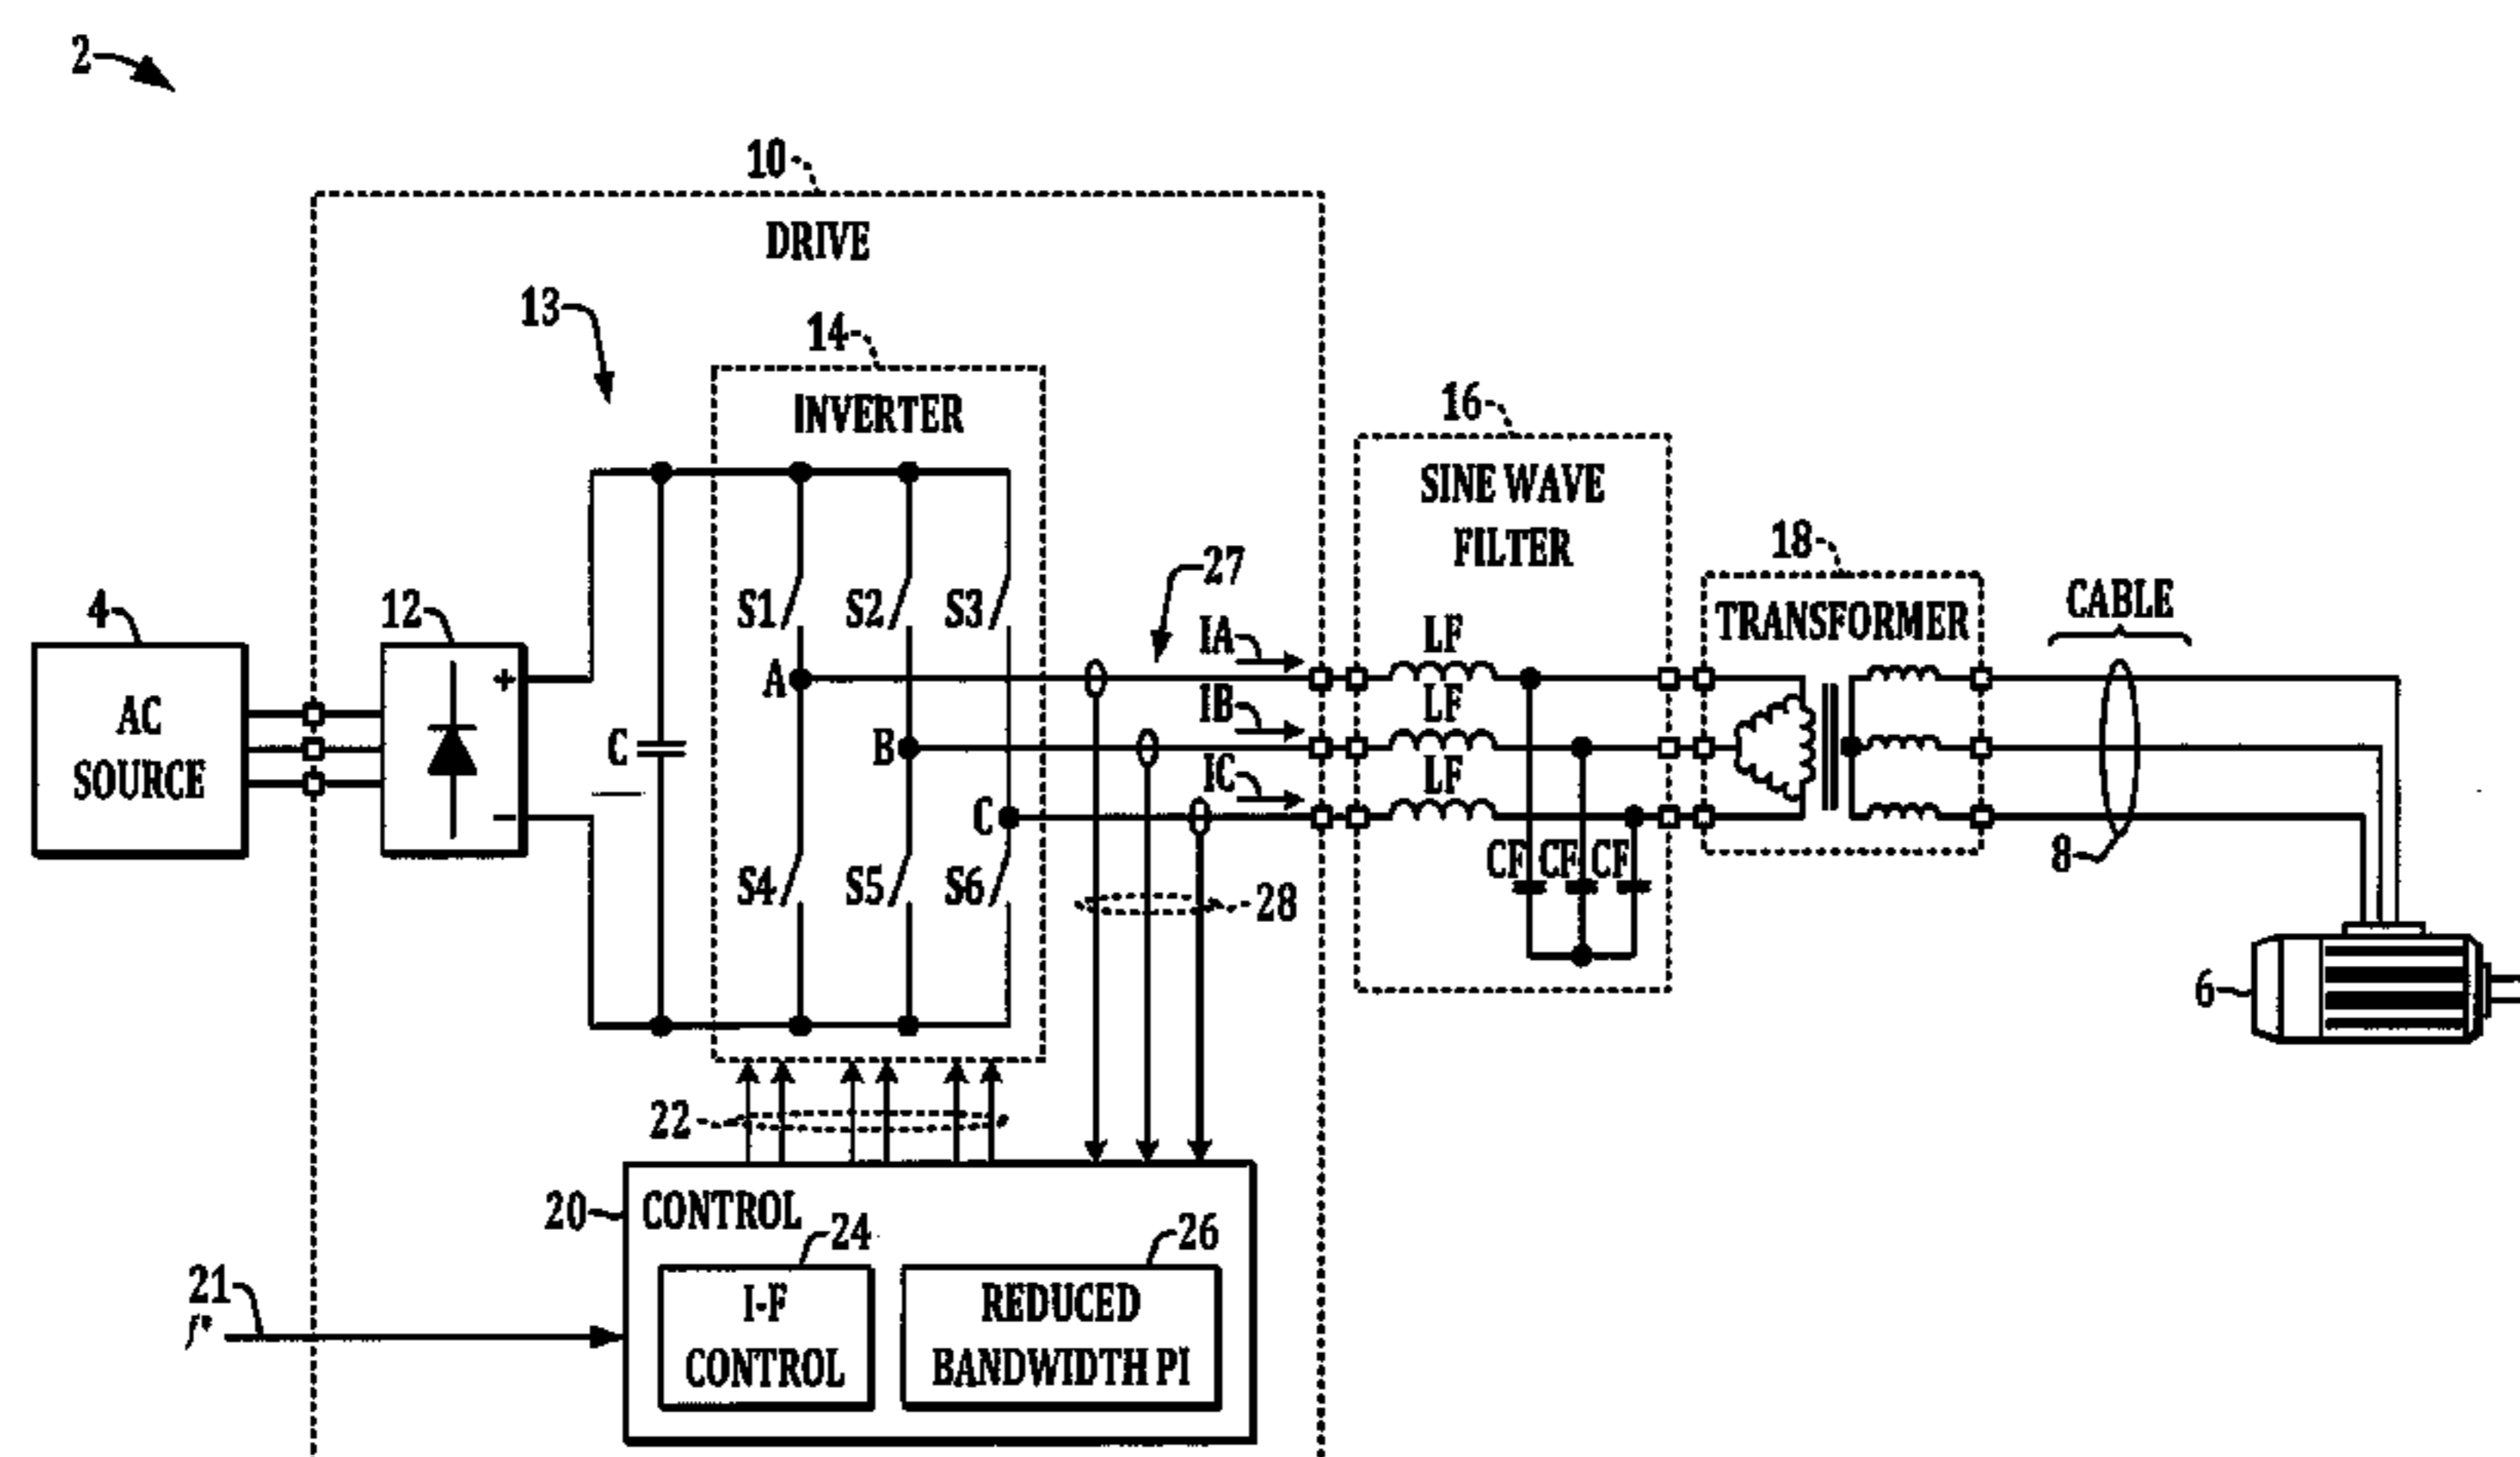 2
10
DRIVE
13
14
INVERTER
16
SINE WAVE
FILTER
18
TRANSFORMER
CABLE
4
AC
SOURCE
12
+
−
C
S1
S2
S3
A
B
C
S4
S5
S6
27
IA
IB
IC
LF
LF
LF
CF
CF
CF
28
8
6
22
20
CONTROL
24
I-F
CONTROL
26
REDUCED
BANDWIDTH PI
21
f*